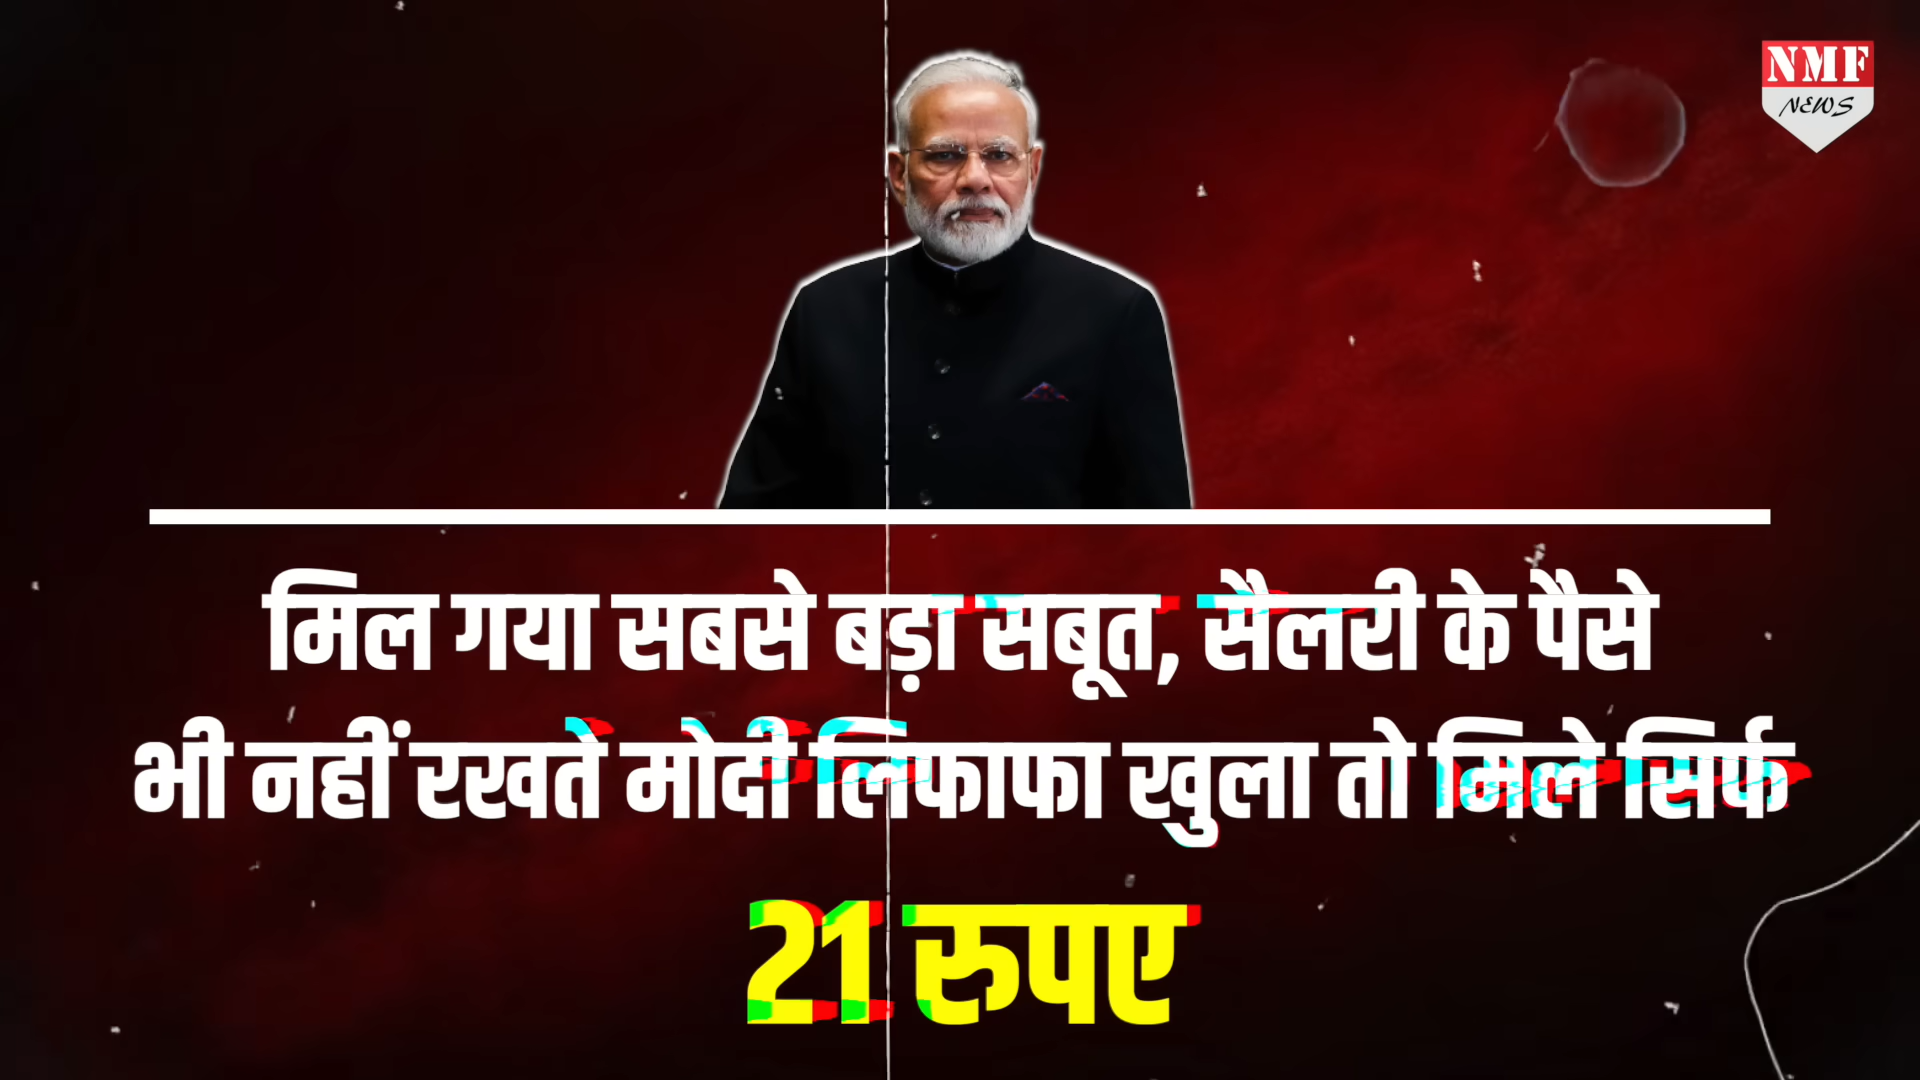 NMF
NEWS
मिल गया सबसे बड़ा सबूत, सैलरी के पैसे
भी नहीं रखते मोदी लिफाफा खुला तो मिले सिर्फ
21 रुपए